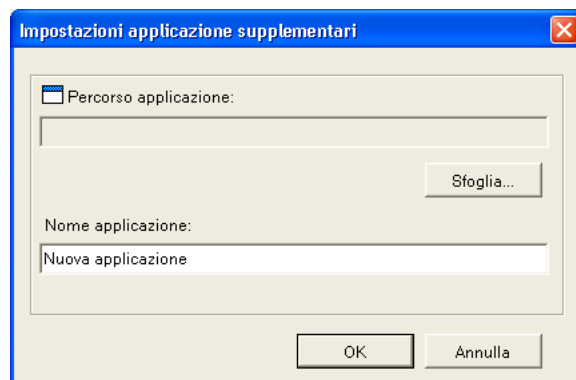 Impostazioni applicazione supplementari
Percorso applicazione:
Sfoglia...
Nome applicazione:
Nuova applicazione
OK
Annulla